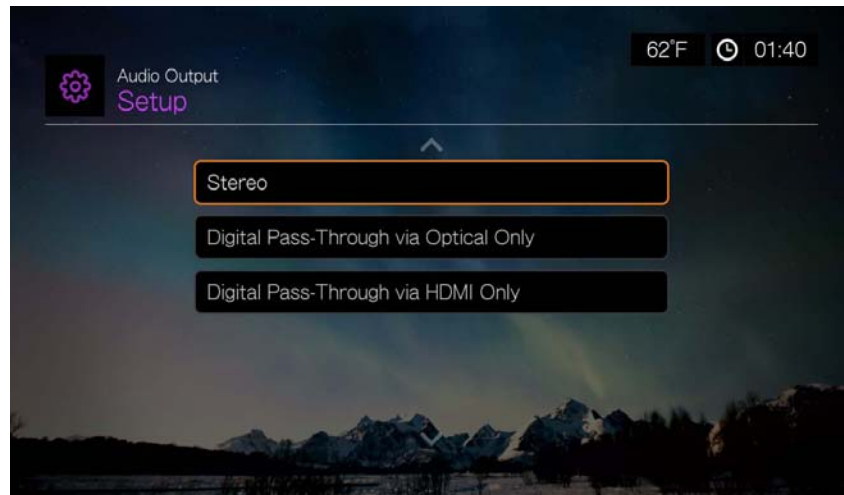 62°F 01:40
Audio Output
Setup
Stereo
Digital Pass-Through via Optical Only
Digital Pass-Through via HDMI Only